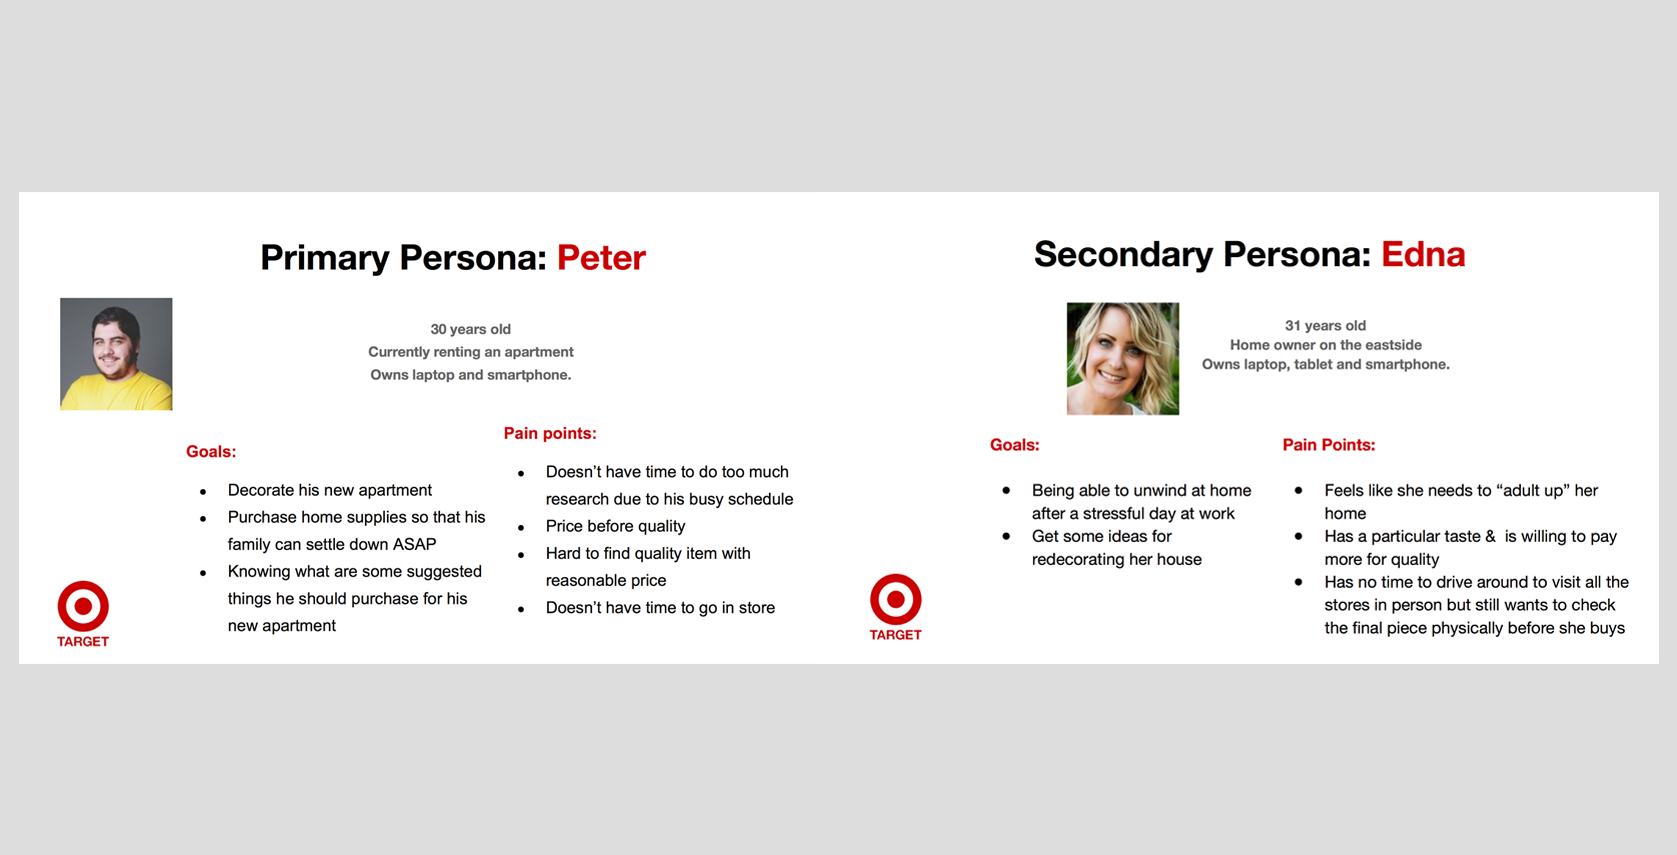 Primary Persona: Peter
30 years old
Currently renting an apartment
Owns laptop and smartphone.
Goals:
Decorate his new apartment
Purchase home supplies so that his
family can settle down ASAP
Knowing what are some suggested
things he should purchase for his
new apartment
Pain points:
Doesn’t have time to do too much
research due to his busy schedule
Price before quality
Hard to find quality item with
reasonable price
Doesn’t have time to go in store
TARGET
Secondary Persona: Edna
31 years old
Home owner on the eastside
Owns laptop, tablet and smartphone.
Goals:
Being able to unwind at home
after a stressful day at work
Get some ideas for
redecorating her house
Pain Points:
Feels like she needs to “adult up” her
home
Has a particular taste & is willing to pay
more for quality
Has no time to drive around to visit all the
stores in person but still wants to check
the final piece physically before she buys
TARGET